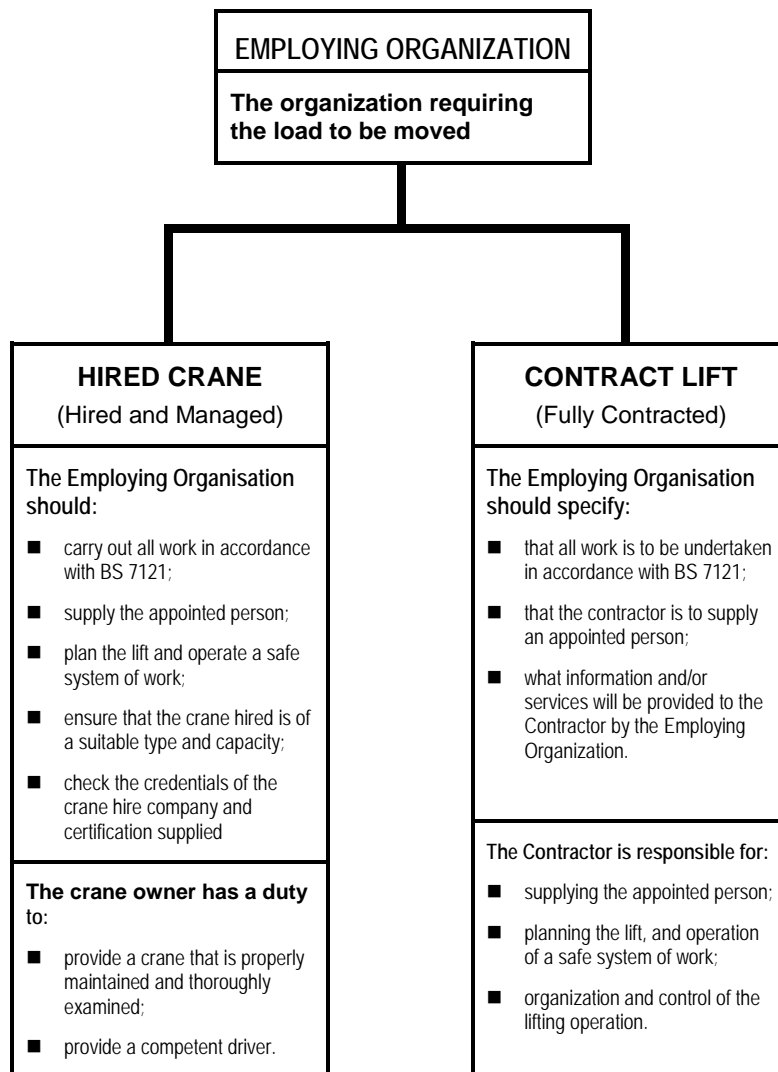 EMPLOYING ORGANIZATION
The organization requiring
the load to be moved
HIRED CRANE
(Hired and Managed)
The Employing Organisation
should:
■ carry out all work in accordance
with BS 7121;
■ supply the appointed person;
■ plan the lift and operate a safe
system of work;
■ ensure that the crane hired is of
a suitable type and capacity;
■ check the credentials of the
crane hire company and
certification supplied
The crane owner has a duty
to:
■ provide a crane that is properly
maintained and thoroughly
examined;
■ provide a competent driver.
CONTRACT LIFT
(Fully Contracted)
The Employing Organisation
should specify:
■ that all work is to be undertaken
in accordance with BS 7121;
■ that the contractor is to supply
an appointed person;
■ what information and/or
services will be provided to the
Contractor by the Employing
Organization.
The Contractor is responsible for:
■ supplying the appointed person;
■ planning the lift, and operation
of a safe system of work;
■ organization and control of the
lifting operation.